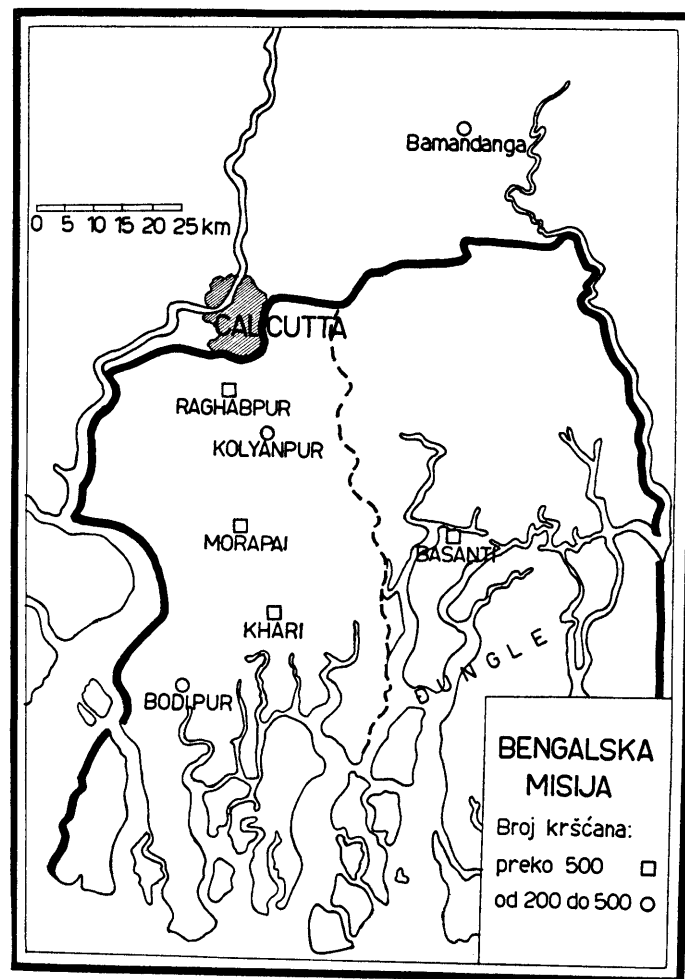 Bamandanga
0 5 10 15 20 25 km
CALCUTTA
RAGHABPUR
KOLYANPUR
MORAPAI
BASANTI
KHARI
ĐUNGLE
BODIPUR
BENGALSKA
MISIJA
Broj kršćana:
preko 500
od 200 do 500